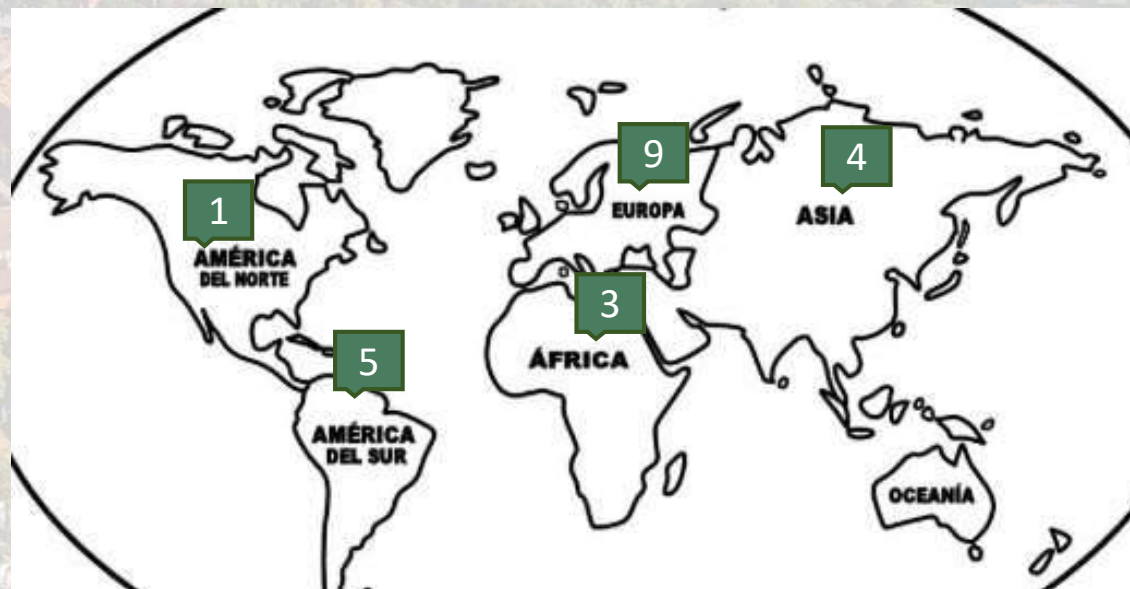 9
4
1
EUROPA
ASIA
AMÉRICA
DEL NORTE
3
5
ÁFRICA
AMÉRICA
DEL SUR
OCEANÍA